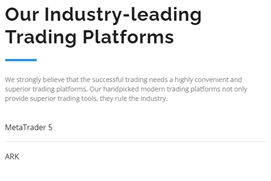 Our Industry-leading
Trading Platforms
We strongly believe that the successful trading needs a highly convenient and
superior trading platforms. Our handpicked modern trading platforms not only
provide superior trading tools, they rule the industry.
MetaTrader 5
ARK